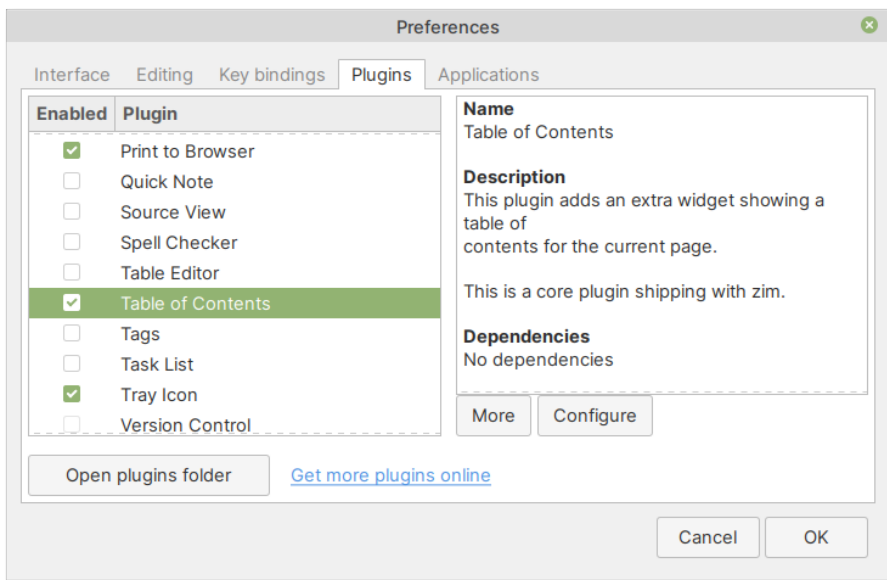 Preferences
Interface Editing Key bindings Plugins Applications
Enabled Plugin
Print to Browser
Quick Note
Source View
Spell Checker
Table Editor
Table of Contents
Tags
Task List
Tray Icon
Version Control
Name
Table of Contents
Description
This plugin adds an extra widget showing a
table of
contents for the current page.
This is a core plugin shipping with zim.
Dependencies
No dependencies
More Configure
Open plugins folder Get more plugins online
Cancel OK